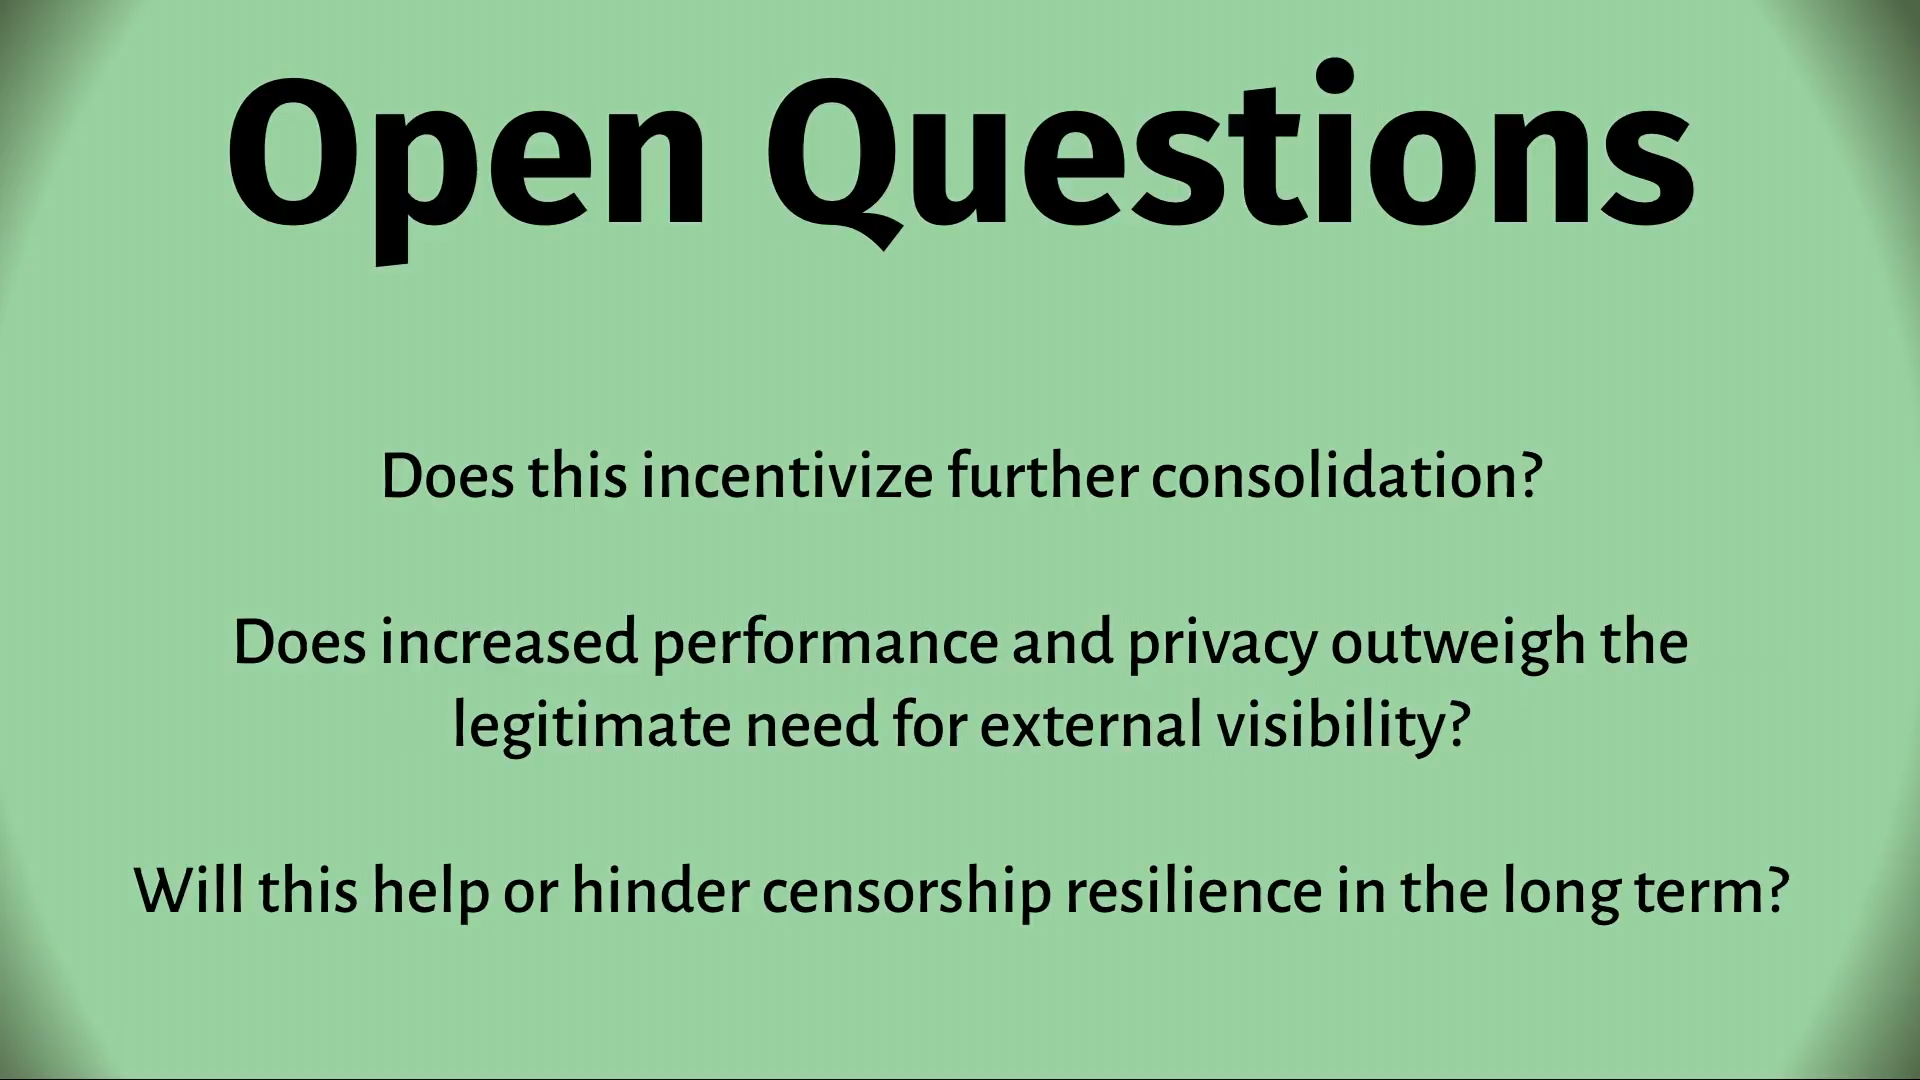 Open Questions
Does this incentivize further consolidation?
Does increased performance and privacy outweigh the
legitimate need for external visibility?
Will this help or hinder censorship resilience in the long term?